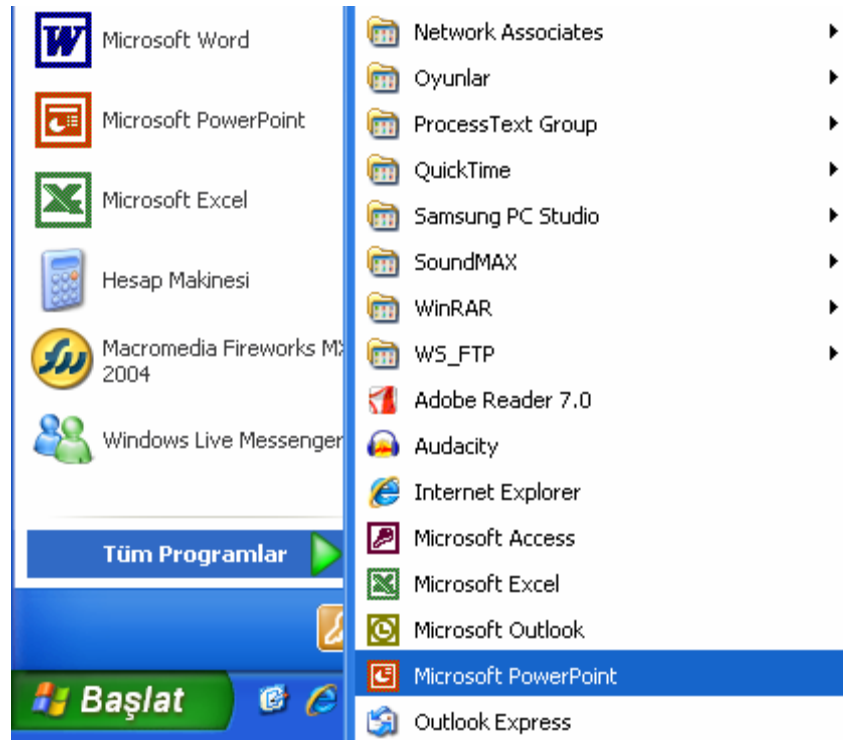 Microsoft Word
Microsoft PowerPoint
Microsoft Excel
Hesap Makinesi
Macromedia Fireworks MX
2004
Windows Live Messenger
Tüm Programlar
Başlat
Network Associates
Oyunlar
ProcessText Group
QuickTime
Samsung PC Studio
SoundMAX
WinRAR
WS_FTP
Adobe Reader 7.0
Audacity
Internet Explorer
Microsoft Access
Microsoft Excel
Microsoft Outlook
Microsoft PowerPoint
Outlook Express